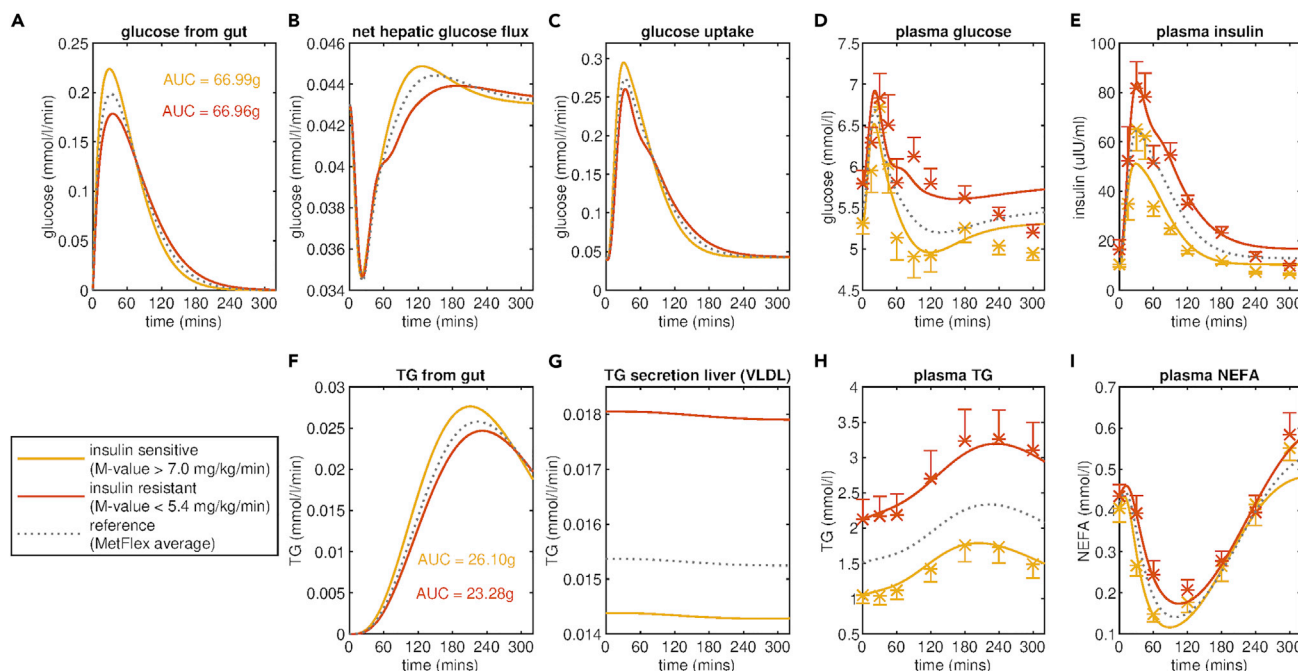 A
glucose from gut
glucose (mmol/l/min)
0.25
0.2
0.15
0.1
0.05
0
AUC = 66.99g
AUC = 66.96g
0 60 120 180 240 300
time (mins)
B
net hepatic glucose flux
glucose (mmol/l/min)
0.046
0.043
0.04
0.037
0.034
0 60 120 180 240 300
time (mins)
C
glucose uptake
glucose (mmol/l/min)
0.3
0.25
0.2
0.15
0.1
0.05
0
0 60 120 180 240 300
time (mins)
D
plasma glucose
glucose (mmol/l)
7.5
7
6.5
6
5.5
5
4.5
0 60 120 180 240 300
time (mins)
E
plasma insulin
insulin (uIU/ml)
100
80
60
40
20
0
0 60 120 180 240 300
time (mins)
insulin sensitive
(M-value > 7.0 mg/kg/min)
insulin resistant
(M-value < 5.4 mg/kg/min)
reference
(MetFlex average)
F
TG from gut
TG (mmol/l/min)
0.03
0.025
0.02
0.015
0.01
0.005
0.000
AUC = 26.10g
AUC = 23.28g
0 60 120 180 240 300
time (mins)
G
TG secretion liver (VLDL)
TG (mmol/l/min)
0.018
0.017
0.016
0.015
0.014
0 60 120 180 240 300
time (mins)
H
plasma TG
TG (mmol/l)
4
3.5
3
2.5
2
1.5
1
0.5
0 60 120 180 240 300
time (mins)
I
plasma NEFA
NEFA (mmol/l)
0.7
0.6
0.5
0.4
0.3
0.2
0.1
0 60 120 180 240 300
time (mins)